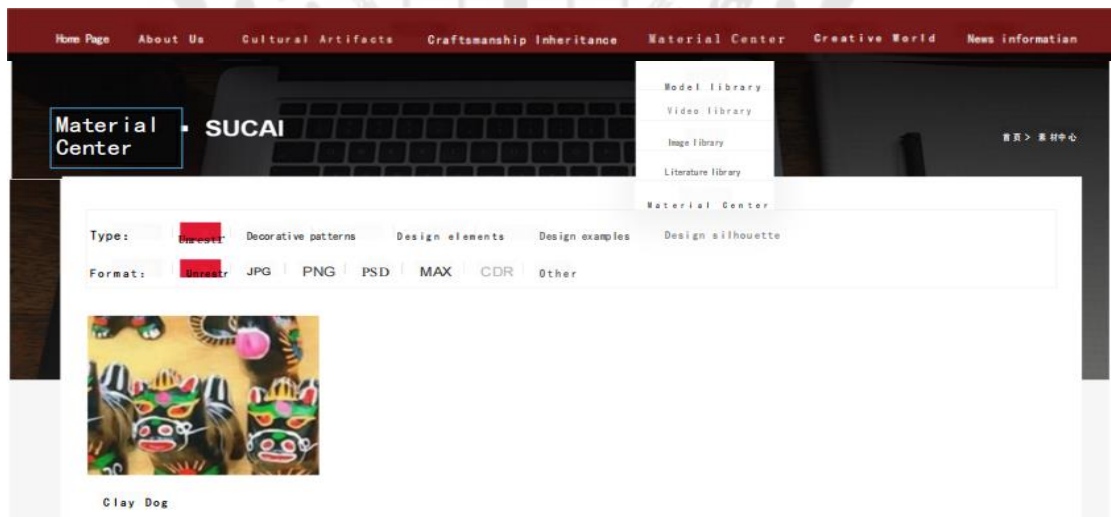 Home Page About Us Cultural Artifacts Craftsmanship Inheritance Material Center Creative World News informatian
Model library
Video library
Image library
Literature library
Material Center
Material Center ▪ SUCAI
首页> 素材中心
Type: Unrestr Decorative patterns Design elements Design examples Design silhouette
Format: Unrestr JPG PNG PSD MAX CDR Other
Clay Dog